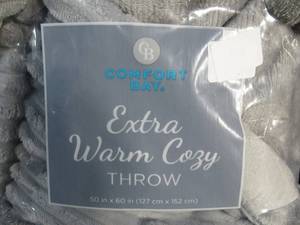 CB
COMFORT
BAY®
Extra
Warm Cozy
THROW
50 in x 60 in (127 cm x 152 cm)